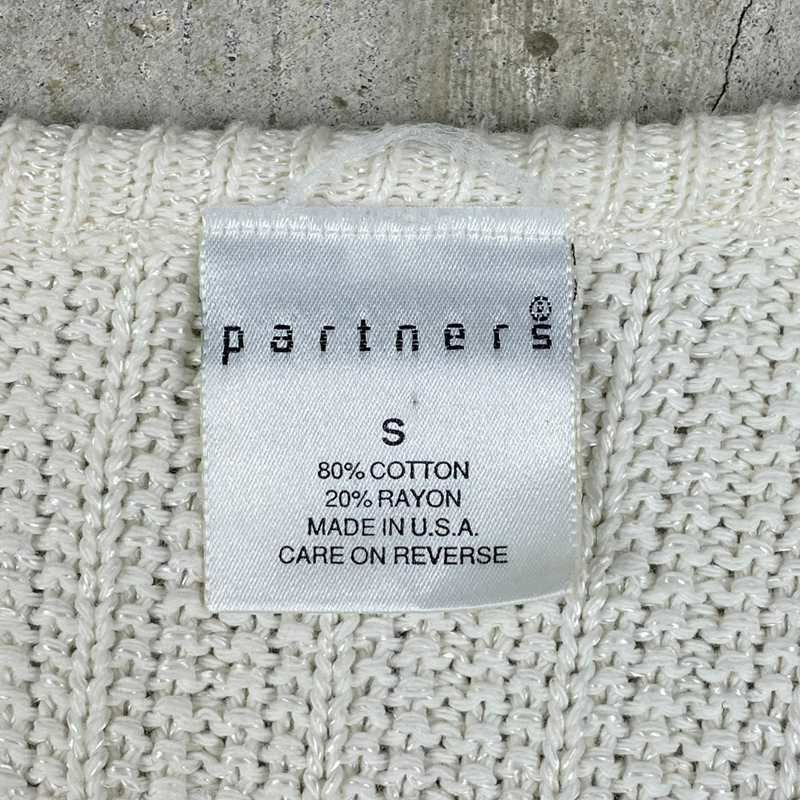 partners®
S
80% COTTON
20% RAYON
MADE IN U.S.A.
CARE ON REVERSE